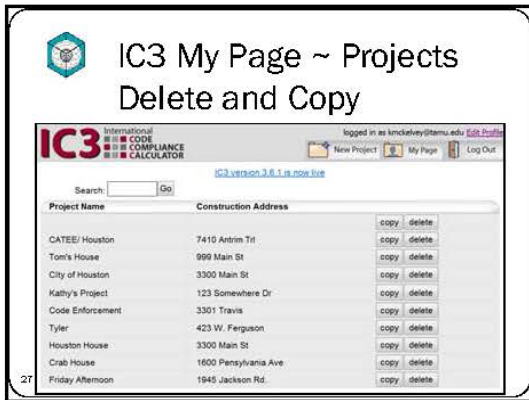 IC3 My Page ~ Projects
Delete and Copy
IC3 International
CODE
COMPLIANCE
CALCULATOR
logged in as kmckelvey@tamu.edu Edit Profile
New Project My Page Log Out
IC3 version 3.6.1 is now live
Search: Go
Project Name Construction Address
copy delete
CATEE/ Houston 7410 Antrim Trl copy delete
Tom's House 999 Main St copy delete
City of Houston 3300 Main St copy delete
Kathy's Project 123 Somewhere Dr copy delete
Code Enforcement 3301 Travis copy delete
Tyler 423 W. Ferguson copy delete
Houston House 3300 Main St copy delete
Crab House 1600 Pensylvania Ave copy delete
Friday Afternoon 1945 Jackson Rd. copy delete
27